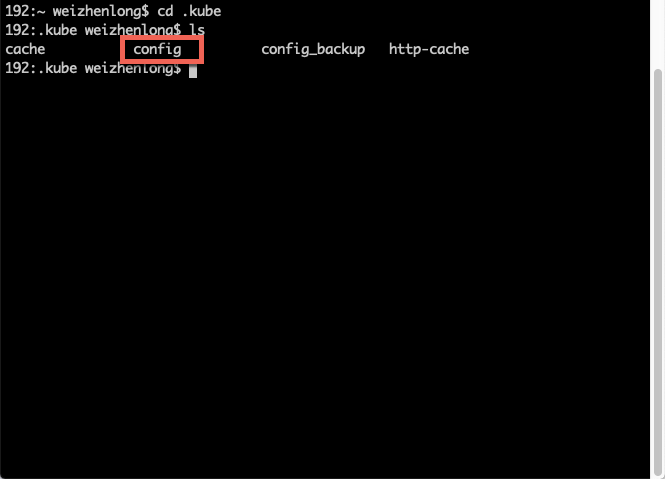 192:~ weizhenlong$ cd .kube
192:.kube weizhenlong$ ls
cache config config_backup http-cache
192:.kube weizhenlong$